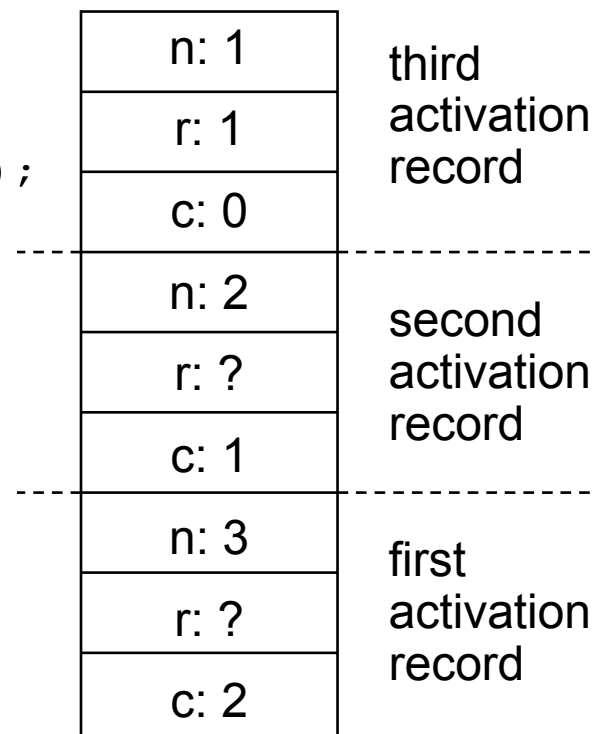 n: 1
r: 1
c: 0
third
activation
record
) ;
n: 2
r: ?
c: 1
second
activation
record
n: 3
r: ?
c: 2
first
activation
record